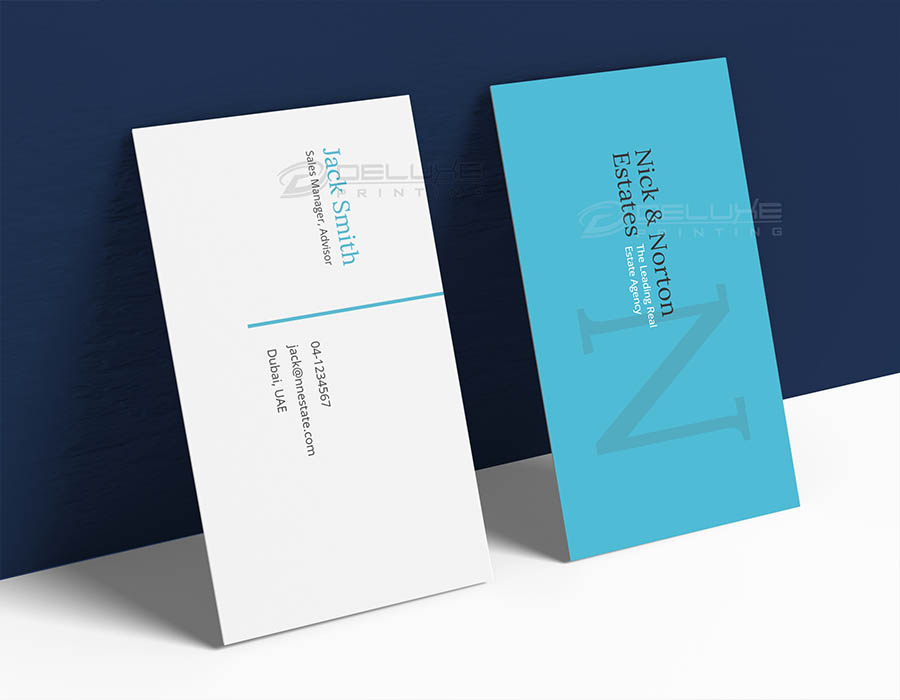 Jack Smith
Sales Manager, Advisor
04-1234567
jack@nnestate.com
Dubai, UAE
DELUXE
PRINTING
Nick & Norton
Estates
The Leading Real
Estate Agency
N
DELUXE
PRINTING